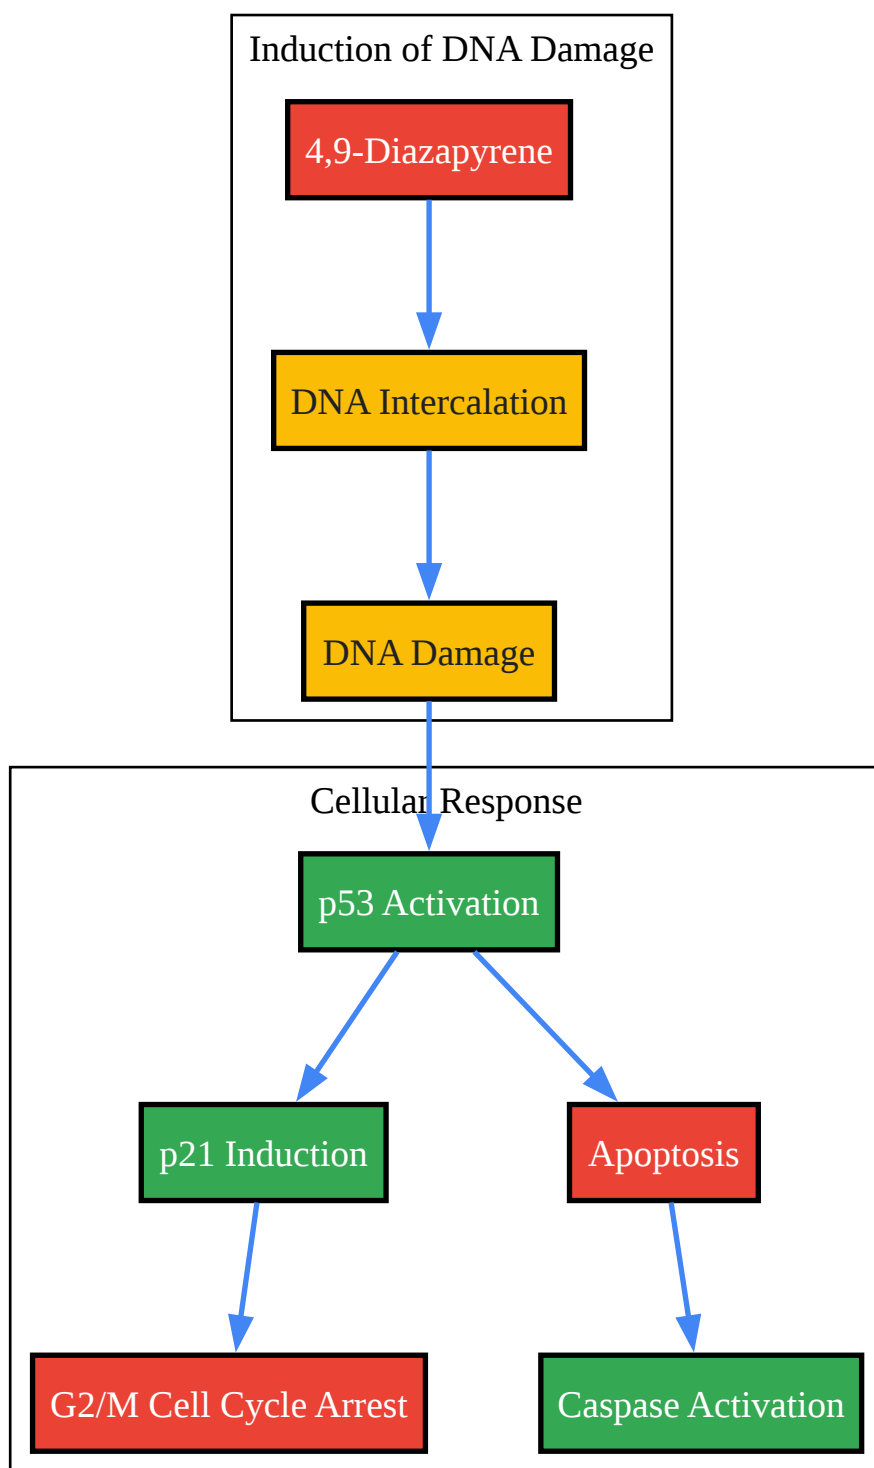 Induction of DNA Damage
4,9-Diazapyrene
DNA Intercalation
DNA Damage
Cellular Response
p53 Activation
p21 Induction
Apoptosis
G2/M Cell Cycle Arrest
Caspase Activation